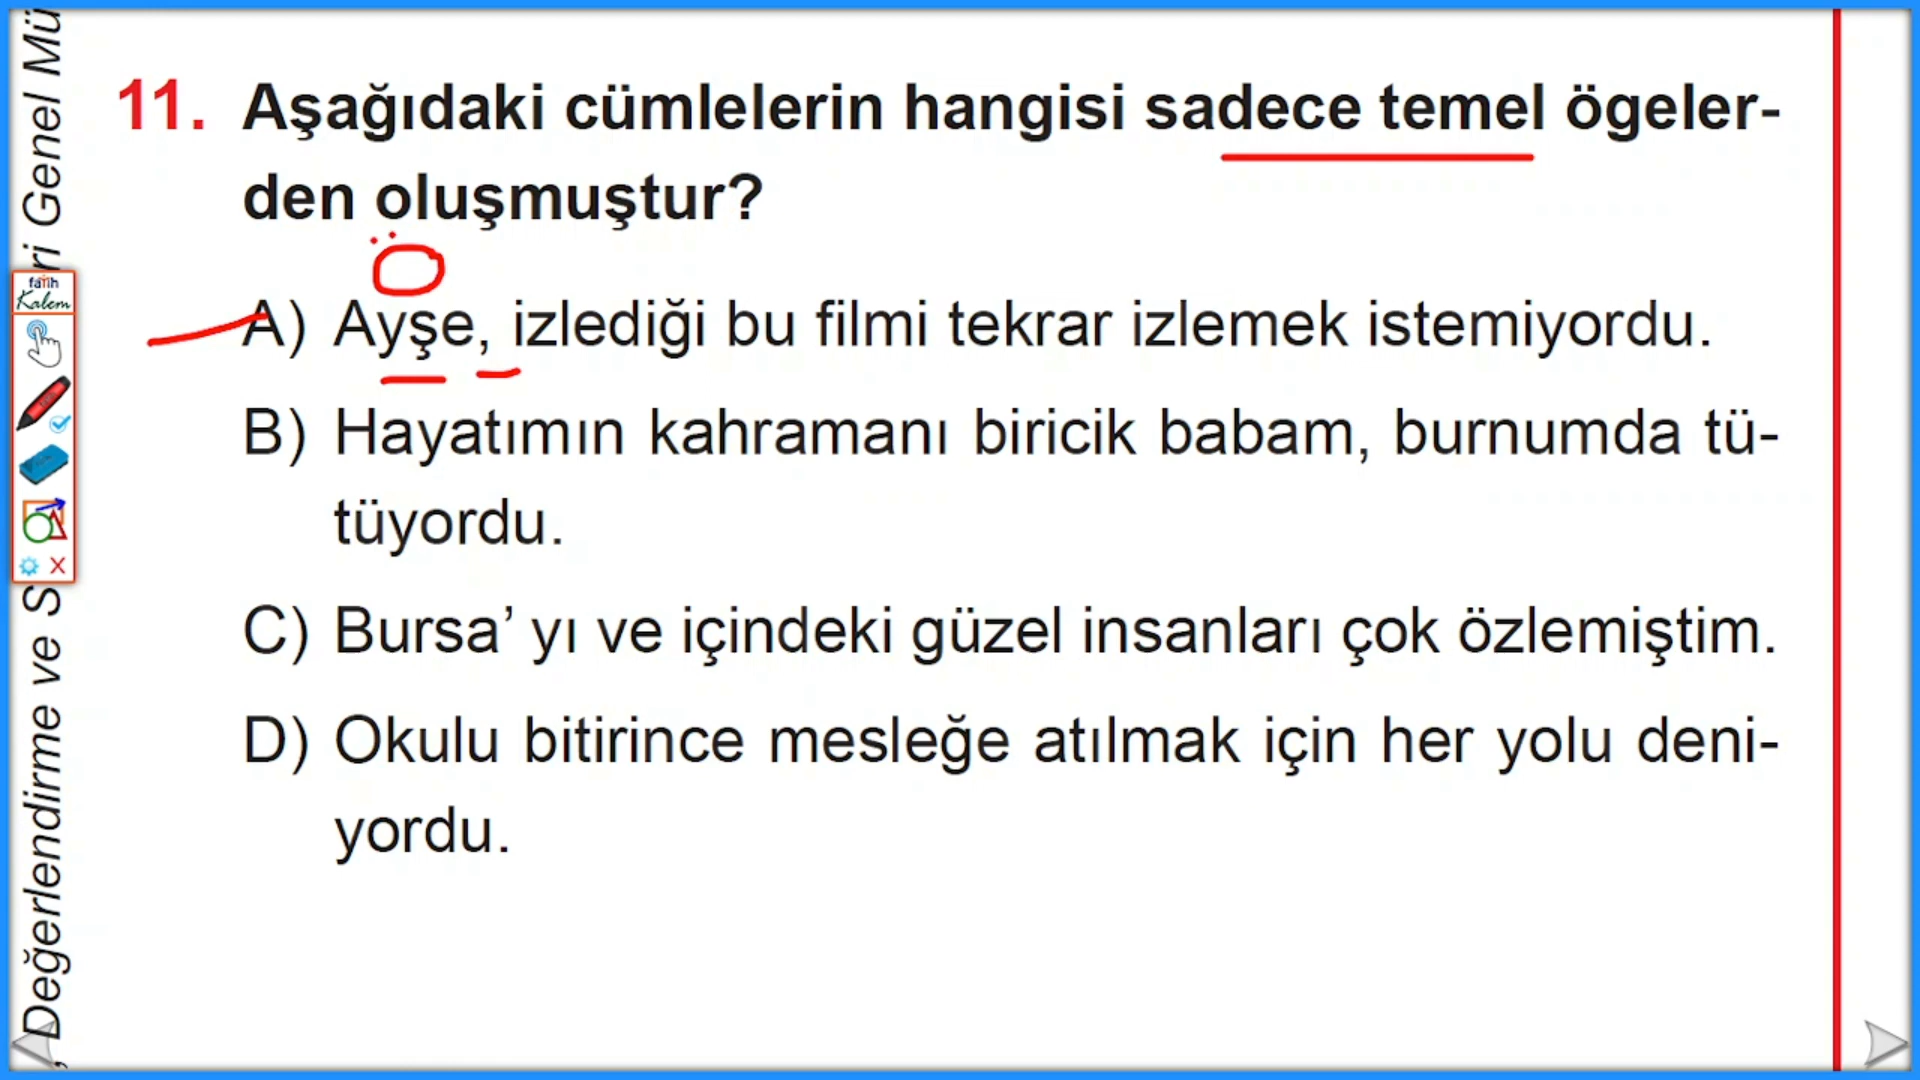 11. Aşağıdaki cümlelerin hangisi sadece temel ögeler-
den oluşmuştur?
Ö
A) Ayşe, izlediği bu filmi tekrar izlemek istemiyordu.
B) Hayatımın kahramanı biricik babam, burnumda tü-
tüyordu.
C) Bursa’ yı ve içindeki güzel insanları çok özlemiştim.
D) Okulu bitirince mesleğe atılmak için her yolu deni-
yordu.
, Değerlendirme ve S
ri Genel Mü
fatih
Kalem